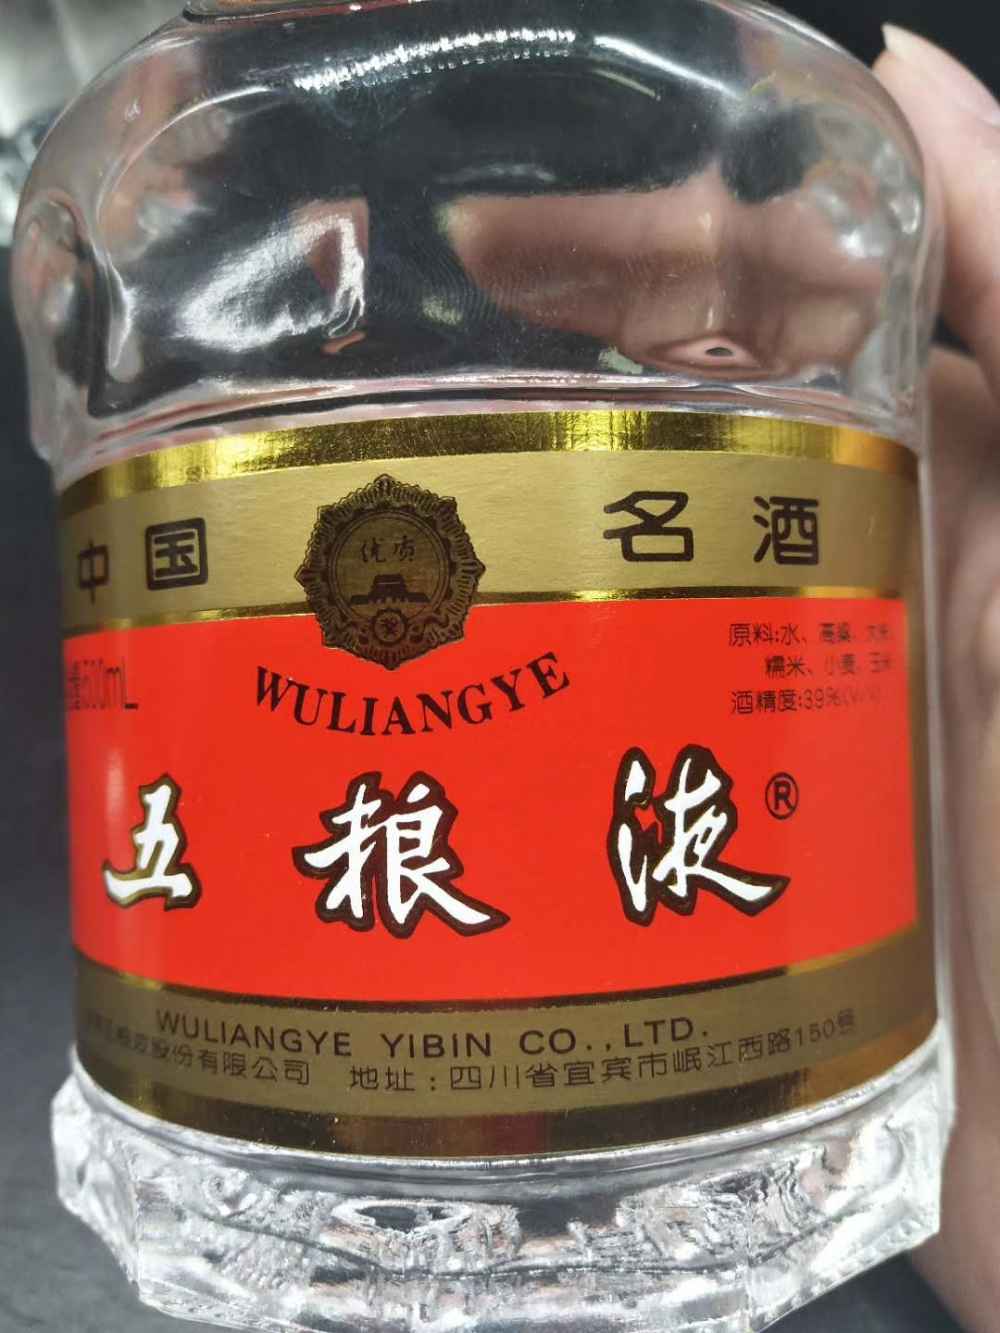 中国 名酒
优质
500mL
WULIANGYE
原料:水、高粱、大米、
糯米、小麦、玉米
酒精度:39%(V/V)
五粮液®
WULIANGYE YIBIN CO.,LTD.
股份有限公司 地址:四川省宜宾市岷江西路150號